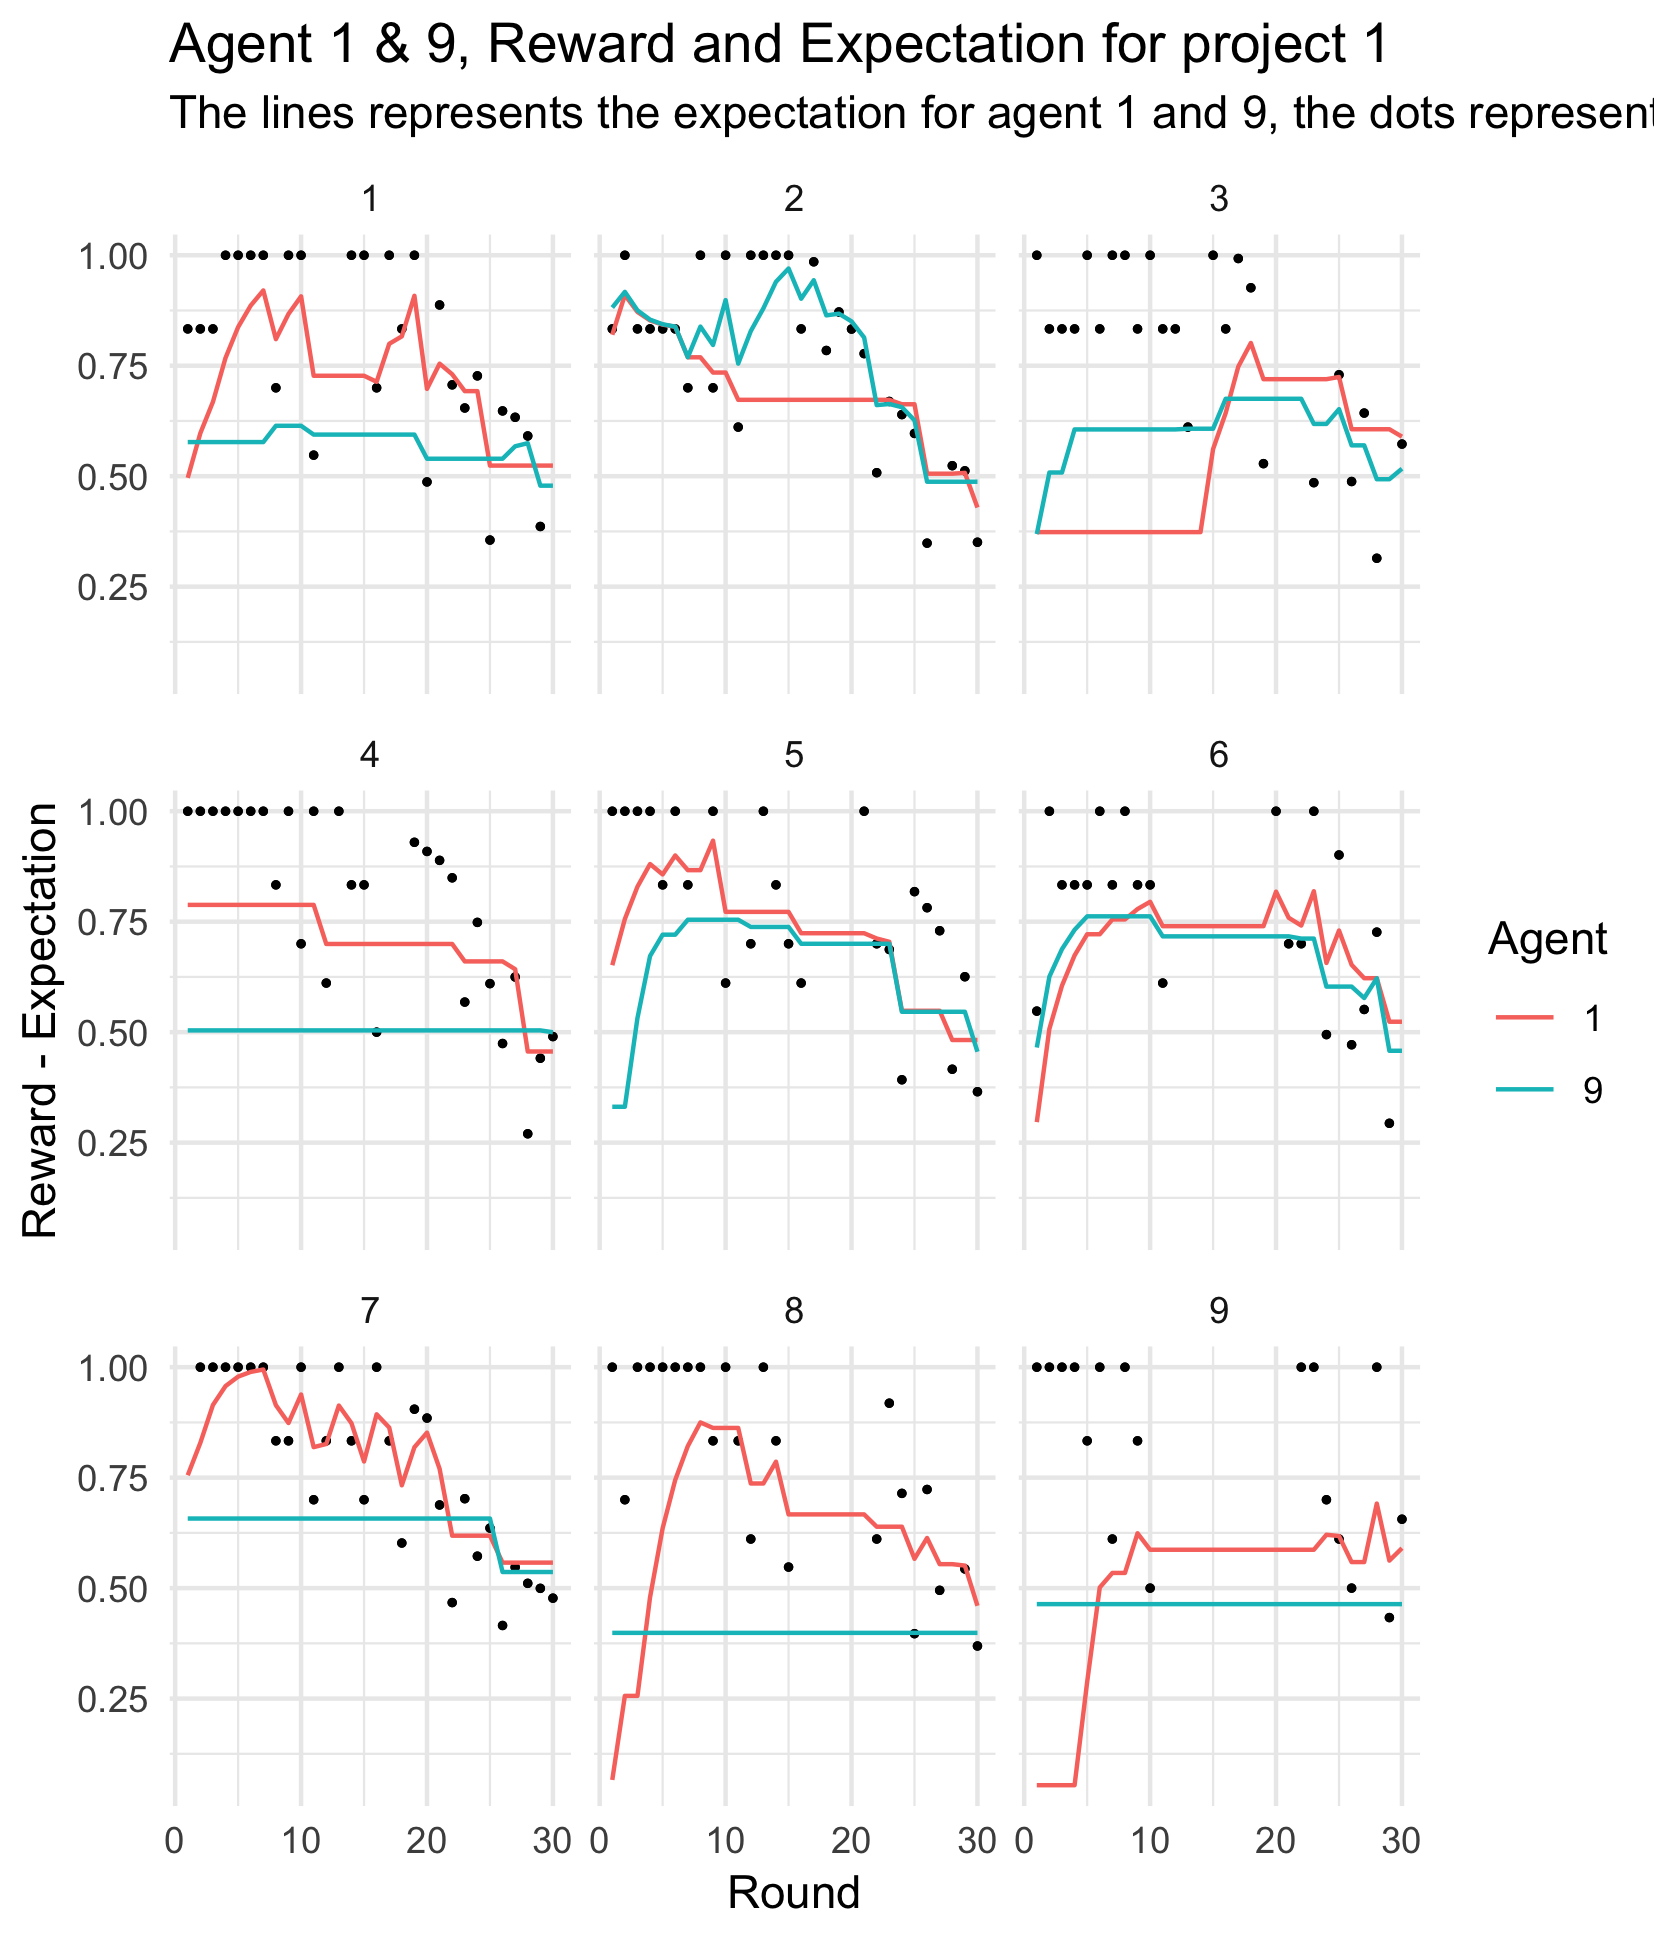 Agent 1 & 9, Reward and Expectation for project 1
The lines represents the expectation for agent 1 and 9, the dots represent
1 2 3
1.00
0.75
0.50
0.25
4 5 6
1.00
0.75
0.50
0.25
7 8 9
1.00
0.75
0.50
0.25
0 10 20 30 0 10 20 30 0 10 20 30
Round
Reward - Expectation
Agent
1
9